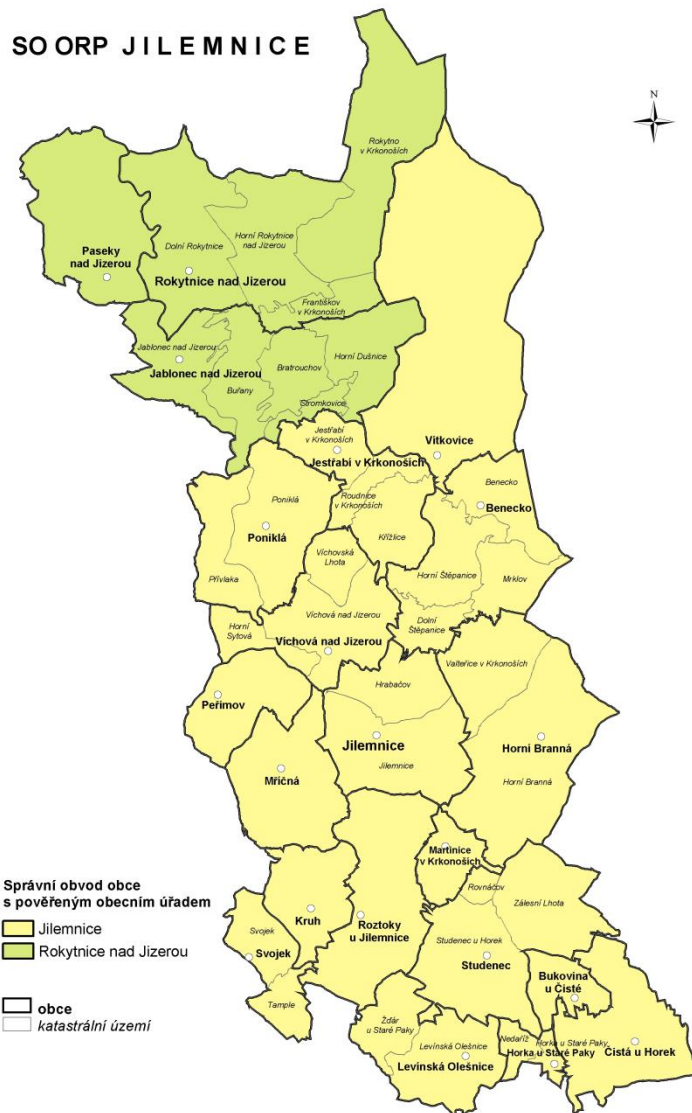 SO ORP JILEMNICE
N
Rokytno
v Krkonoších
Paseky
nad Jizerou
Dolní Rokytnice
Horní Rokytnice
nad Jizerou
Rokytnice nad Jizerou
Františkov
v Krkonoších
Jablonec nad Jizerou
Jablonec nad Jizerou
Buřany
Bratrouchov
Horní Dušnice
Stromkovice
Jestřabí
v Krkonoších
Jestřabí v Krkonoších
Vítkovice
Poniklá
Poniklá
Přívlaka
Roudnice
v Krkonoších
Křížlice
Benecko
Benecko
Horní Štěpanice
Mrklov
Dolní
Štěpanice
Víchovská
Lhota
Víchová nad Jizerou
Víchová nad Jizerou
Horní
Sytová
Peřimov
Hrabačov
Jilemnice
Jilemnice
Valteřice v Krkonoších
Horní Branná
Horní Branná
Mříčná
Martinice
v Krkonoších
Rovnáčov
Zálesní Lhota
Kruh
Roztoky
u Jilemnice
Svojek
Svojek
Tample
Studenec u Horek
Studenec
Bukovina
u Čisté
Žďár
u Staré Paky
Levínská Olešnice
Levínská Olešnice
Nedaříž
Horka u Staré Paky
Horka u Staré Paky
Čistá u Horek
Správní obvod obce
s pověřeným obecním úřadem
Jilemnice
Rokytnice nad Jizerou
obce
katastrální území